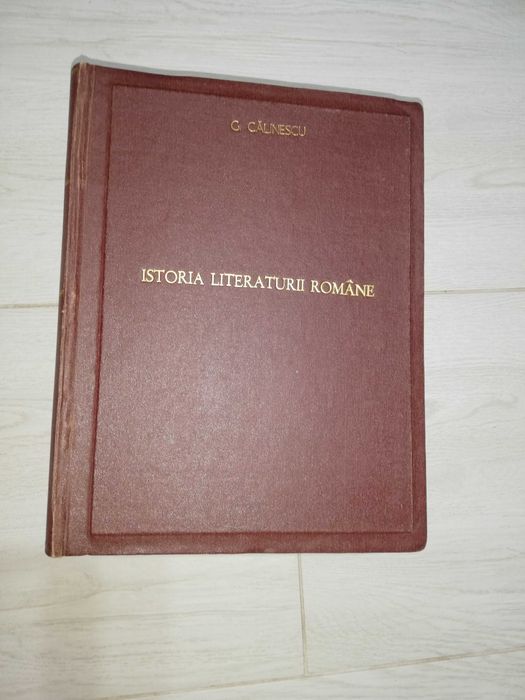 G. CĂLINESCU
ISTORIA LITERATURII ROMÂNE